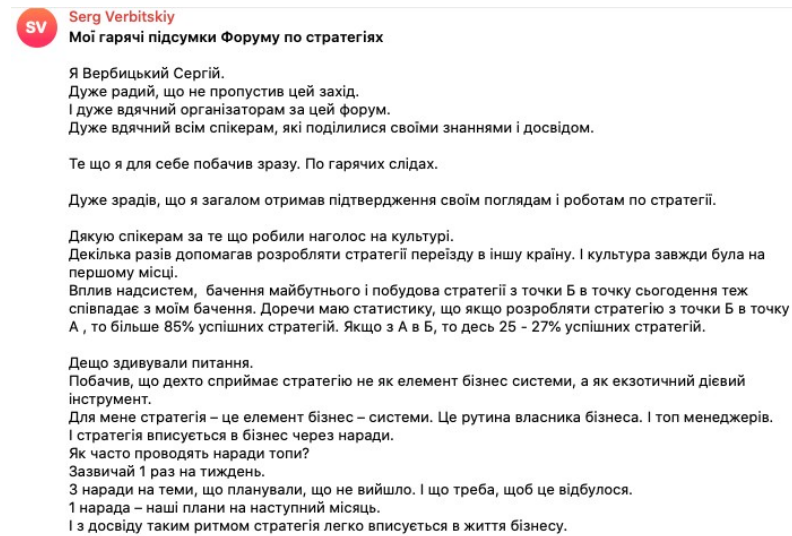 SV
Serg Verbitskiy
Мої гарячі підсумки Форуму по стратегіях
Я Вербицький Сергій.
Дуже радий, що не пропустив цей захід.
І дуже вдячний організаторам за цей форум.
Дуже вдячний всім спікерам, які поділилися своїми знаннями і досвідом.
Те що я для себе побачив зразу. По гарячих слідах.
Дуже зрадів, що я загалом отримав підтвердження своїм поглядам і роботам по стратегії.
Дякую спікерам за те що робили наголос на культурі.
Декілька разів допомагав розробляти стратегії переїзду в іншу країну. І культура завжди була на
першому місці.
Вплив надсистем,  бачення майбутнього і побудова стратегії з точки Б в точку сьогодення теж
співпадає з моїм бачення. Доречи маю статистику, що якщо розробляти стратегію з точки Б в точку
А , то більше 85% успішних стратегій. Якщо з А в Б, то десь 25 - 27% успішних стратегій.
Дещо здивували питання.
Побачив, що дехто сприймає стратегію не як елемент бізнес системи, а як екзотичний дієвий
інструмент.
Для мене стратегія – це елемент бізнес – системи. Це рутина власника бізнеса. І топ менеджерів.
І стратегія вписується в бізнес через наради.
Як часто проводять наради топи?
Зазвичай 1 раз на тиждень.
3 наради на теми, що планували, що не вийшло. І що треба, щоб це відбулося.
1 нарада – наші плани на наступний місяць.
І з досвіду таким ритмом стратегія легко вписується в життя бізнесу.